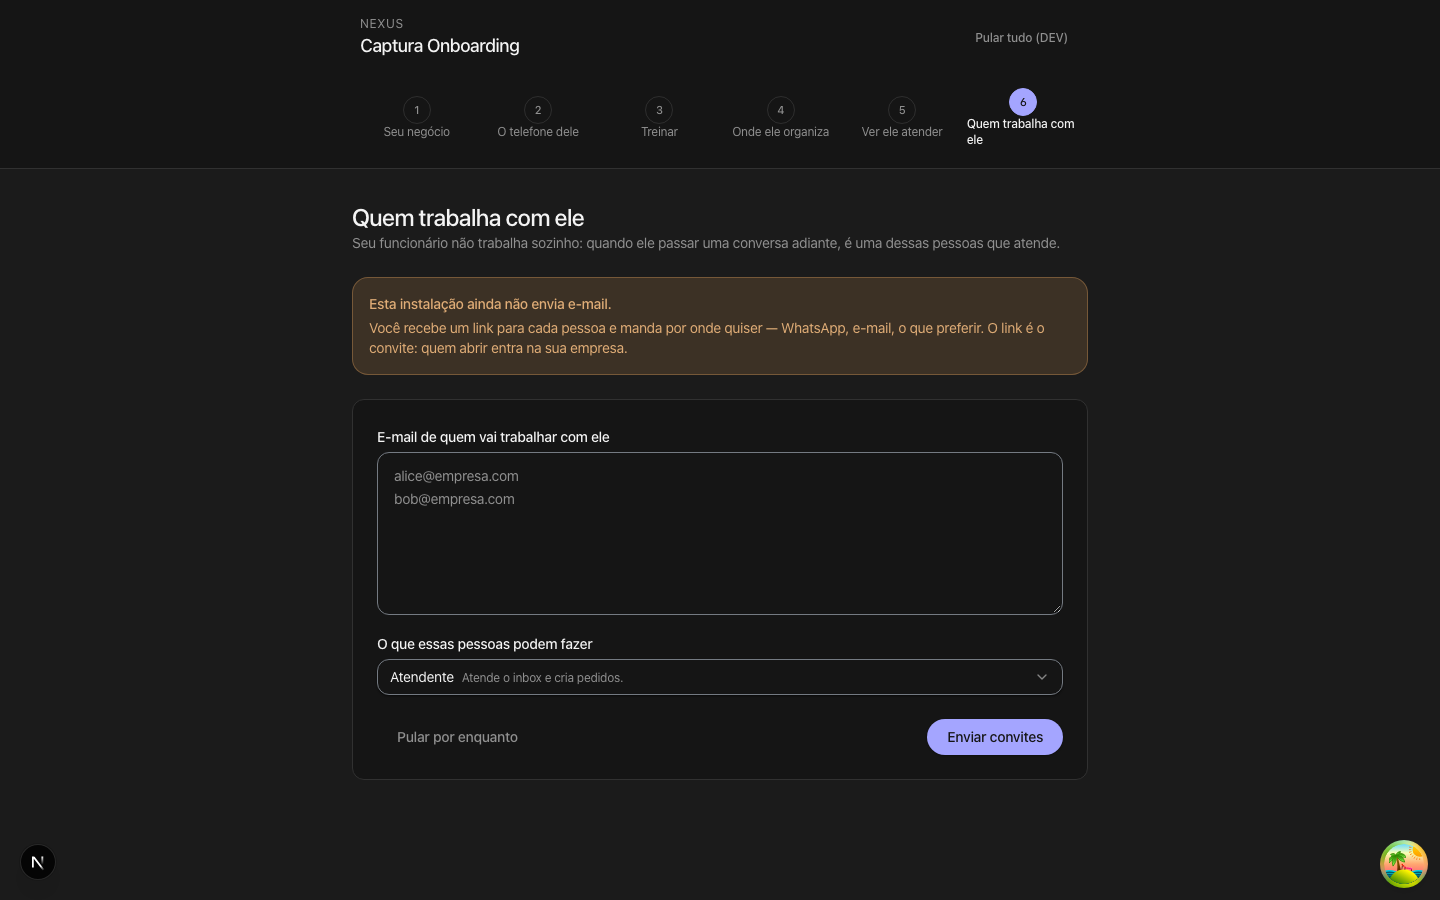 NEXUS
Captura Onboarding
Pular tudo (DEV)
1
Seu negócio
2
O telefone dele
3
Treinar
4
Onde ele organiza
5
Ver ele atender
6
Quem trabalha com
ele
Quem trabalha com ele
Seu funcionário não trabalha sozinho: quando ele passar uma conversa adiante, é uma dessas pessoas que atende.
Esta instalação ainda não envia e-mail.
Você recebe um link para cada pessoa e manda por onde quiser — WhatsApp, e-mail, o que preferir. O link é o
convite: quem abrir entra na sua empresa.
E-mail de quem vai trabalhar com ele
alice@empresa.com
bob@empresa.com
O que essas pessoas podem fazer
Atendente Atende o inbox e cria pedidos.
Pular por enquanto
Enviar convites
N